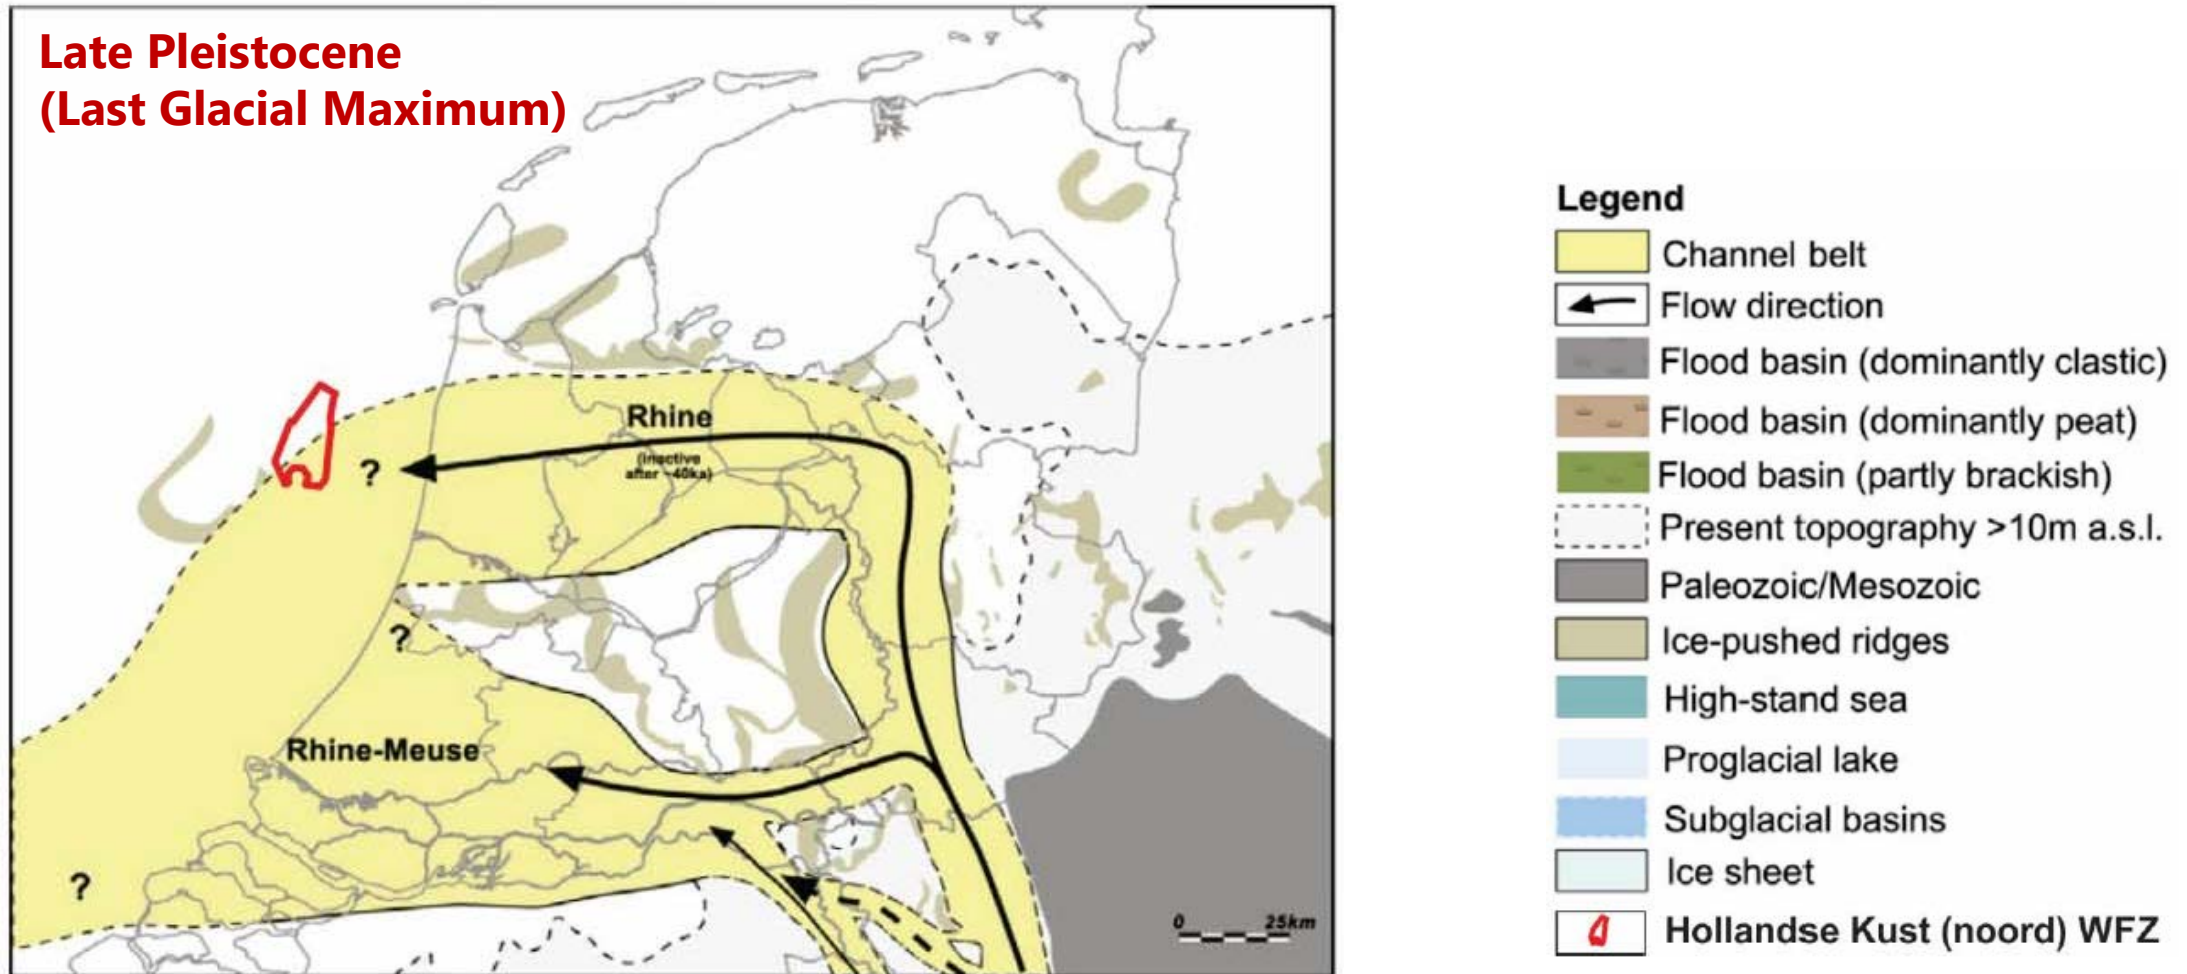 Late Pleistocene
(Last Glacial Maximum)
Rhine
(inactive
after ~40ka)
?
?
Rhine-Meuse
?
0 25km
Legend
Channel belt
Flow direction
Flood basin (dominantly clastic)
Flood basin (dominantly peat)
Flood basin (partly brackish)
Present topography >10m a.s.l.
Paleozoic/Mesozoic
Ice-pushed ridges
High-stand sea
Proglacial lake
Subglacial basins
Ice sheet
Hollandse Kust (noord) WFZ